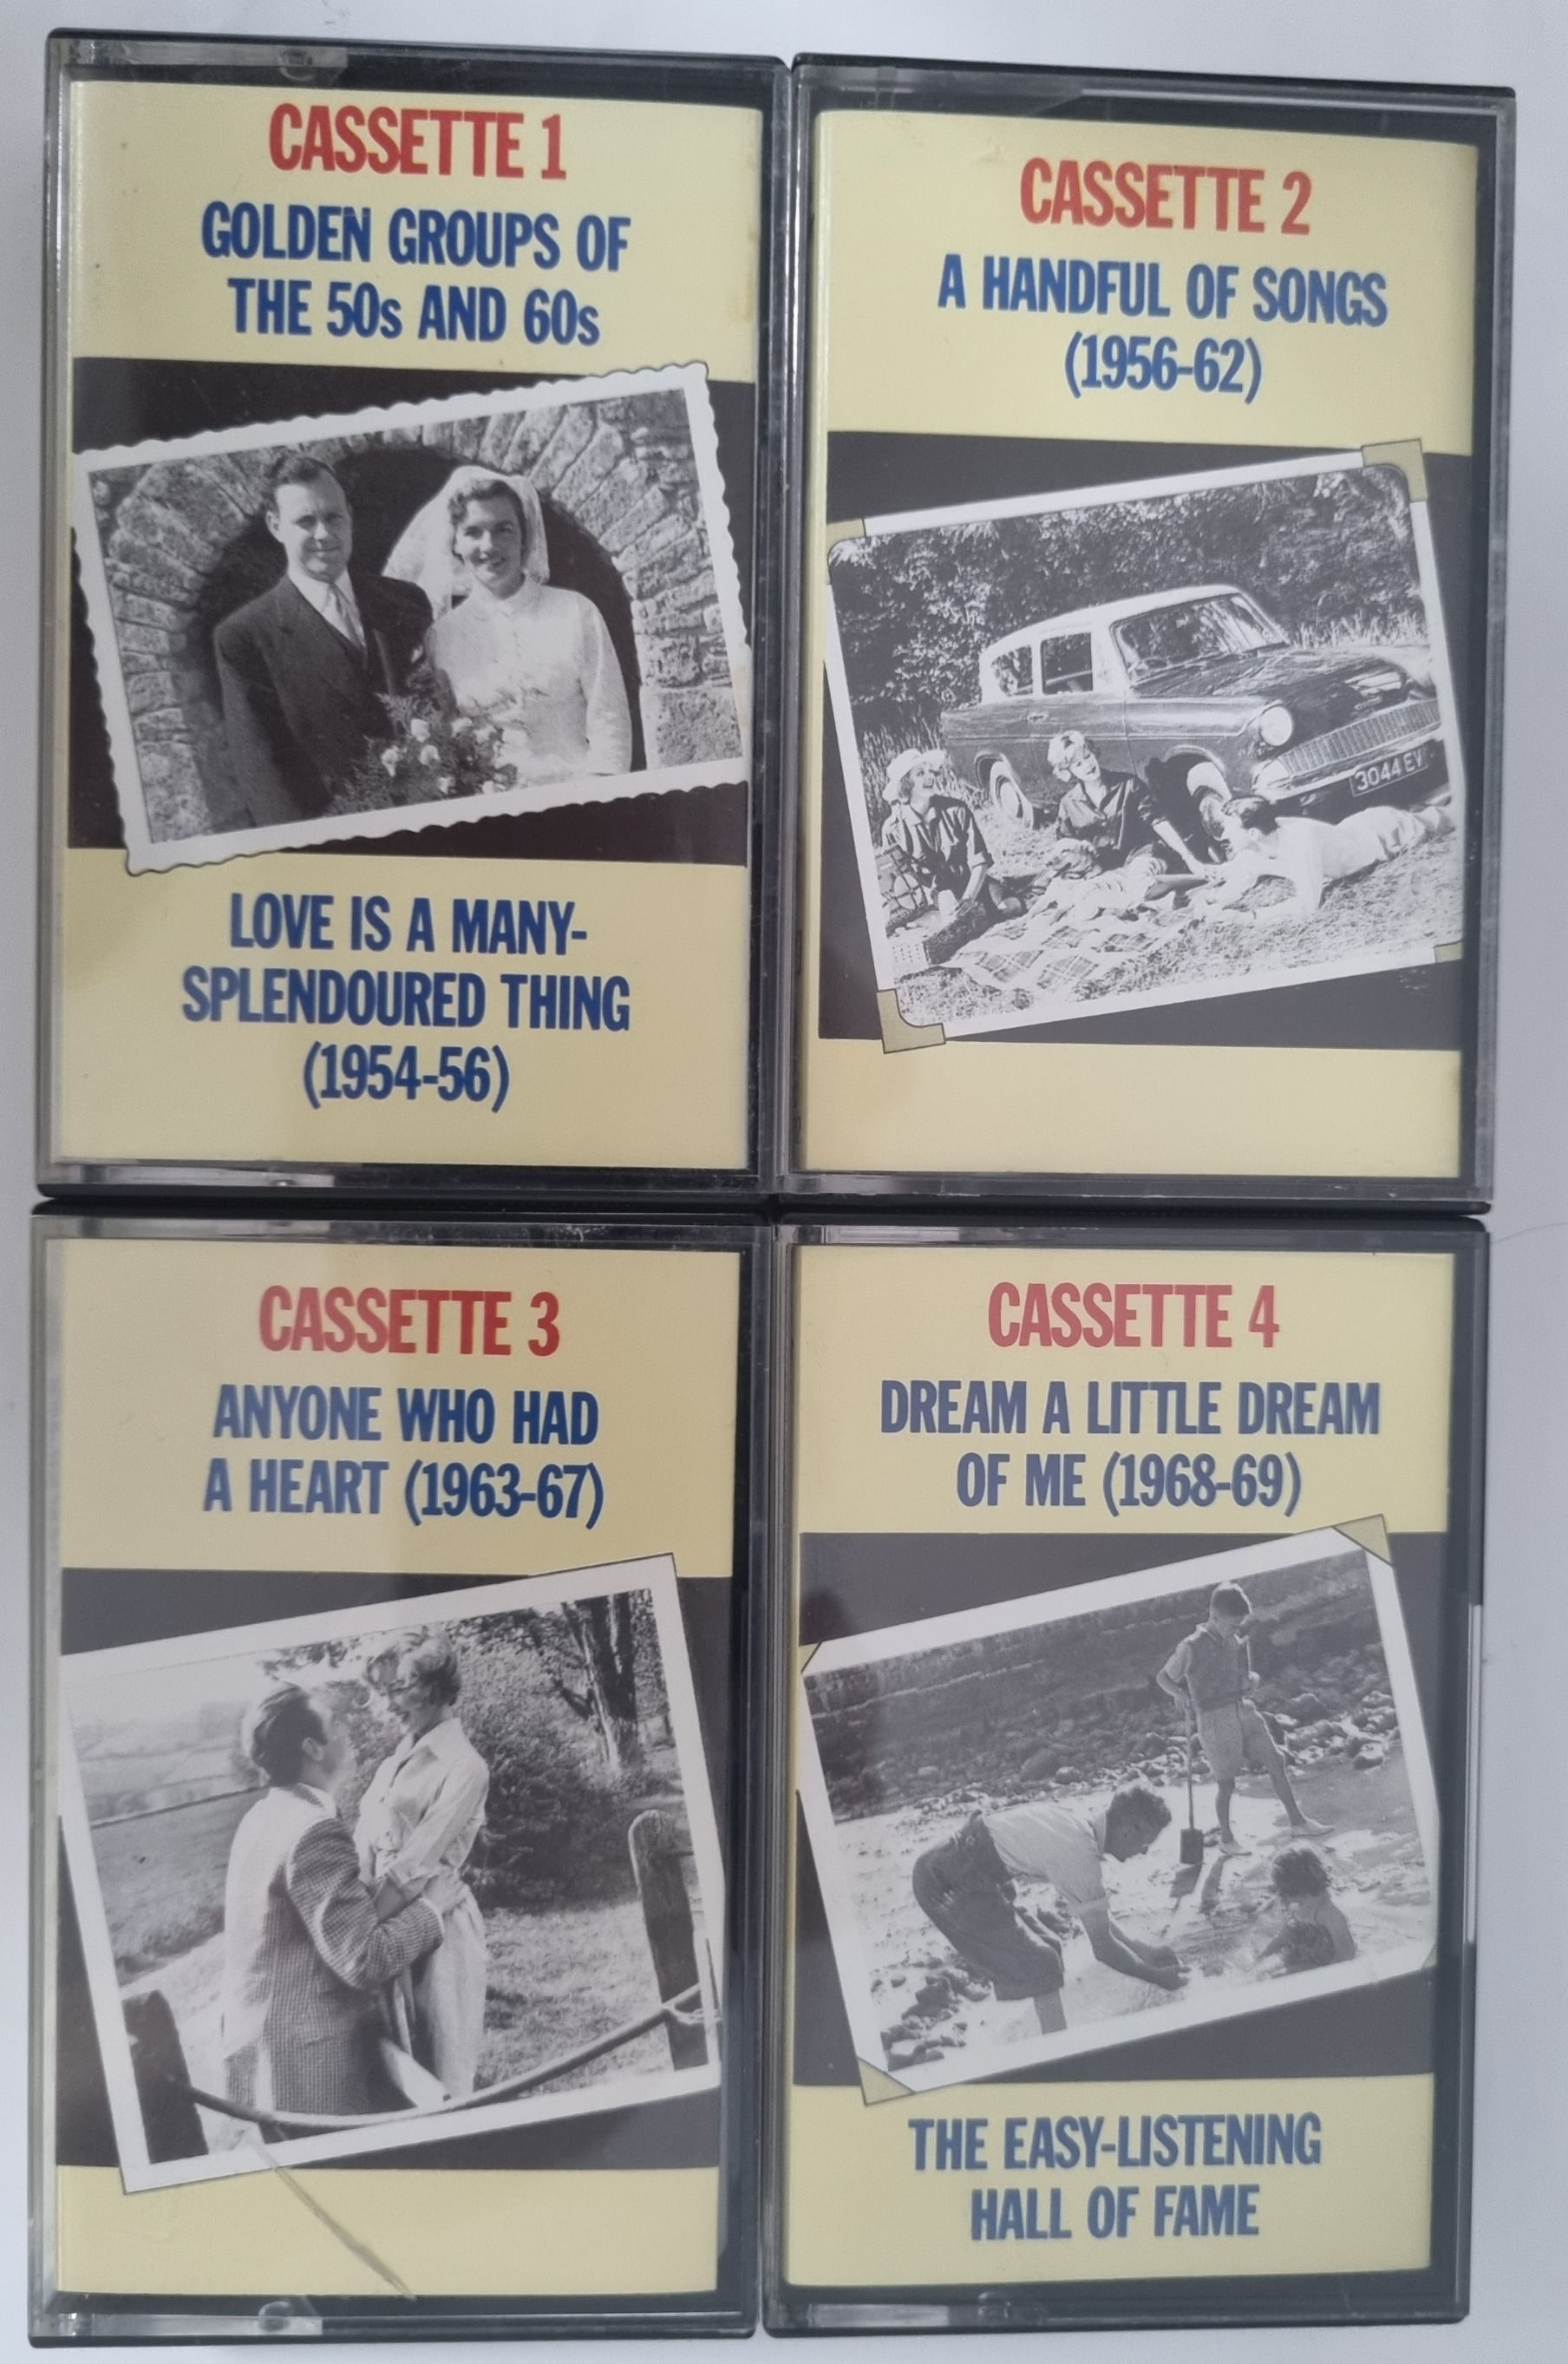 CASSETTE 1
GOLDEN GROUPS OF
THE 50s AND 60s
LOVE IS A MANY-
SPLENDOURED THING
(1954-56)
CASSETTE 2
A HANDFUL OF SONGS
(1956-62)
3044 EV
CASSETTE 3
ANYONE WHO HAD
A HEART (1963-67)
CASSETTE 4
DREAM A LITTLE DREAM
OF ME (1968-69)
THE EASY-LISTENING
HALL OF FAME